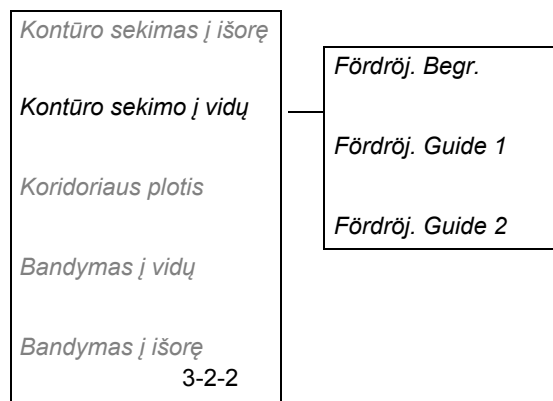 Kontūro sekimas į išorę
Kontūro sekimo į vidų
Koridoriaus plotis
Bandymas į vidų
Bandymas į išorę
3-2-2
Fördröj. Begr.
Fördröj. Guide 1
Fördröj. Guide 2